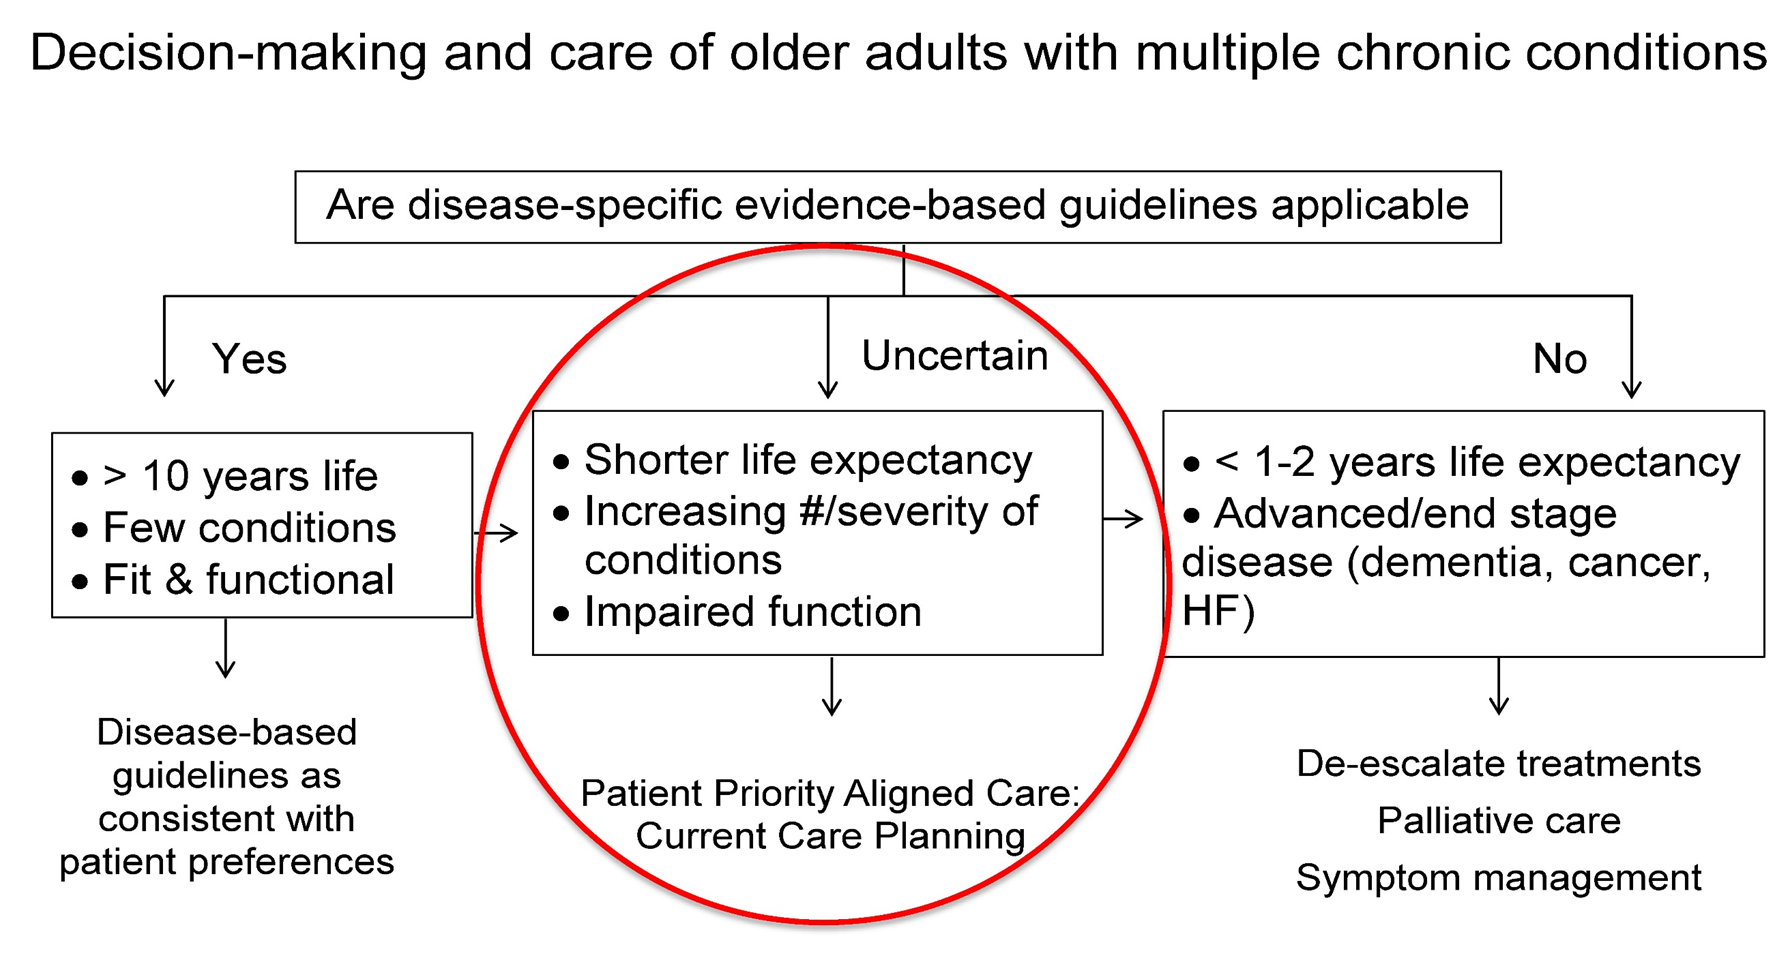 Decision-making and care of older adults with multiple chronic conditions
Are disease-specific evidence-based guidelines applicable
Yes
Uncertain
No
• > 10 years life
• Few conditions
• Fit & functional
• Shorter life expectancy
• Increasing #/severity of
conditions
• Impaired function
• < 1-2 years life expectancy
• Advanced/end stage
disease (dementia, cancer,
HF)
Disease-based
guidelines as
consistent with
patient preferences
Patient Priority Aligned Care:
Current Care Planning
De-escalate treatments
Palliative care
Symptom management